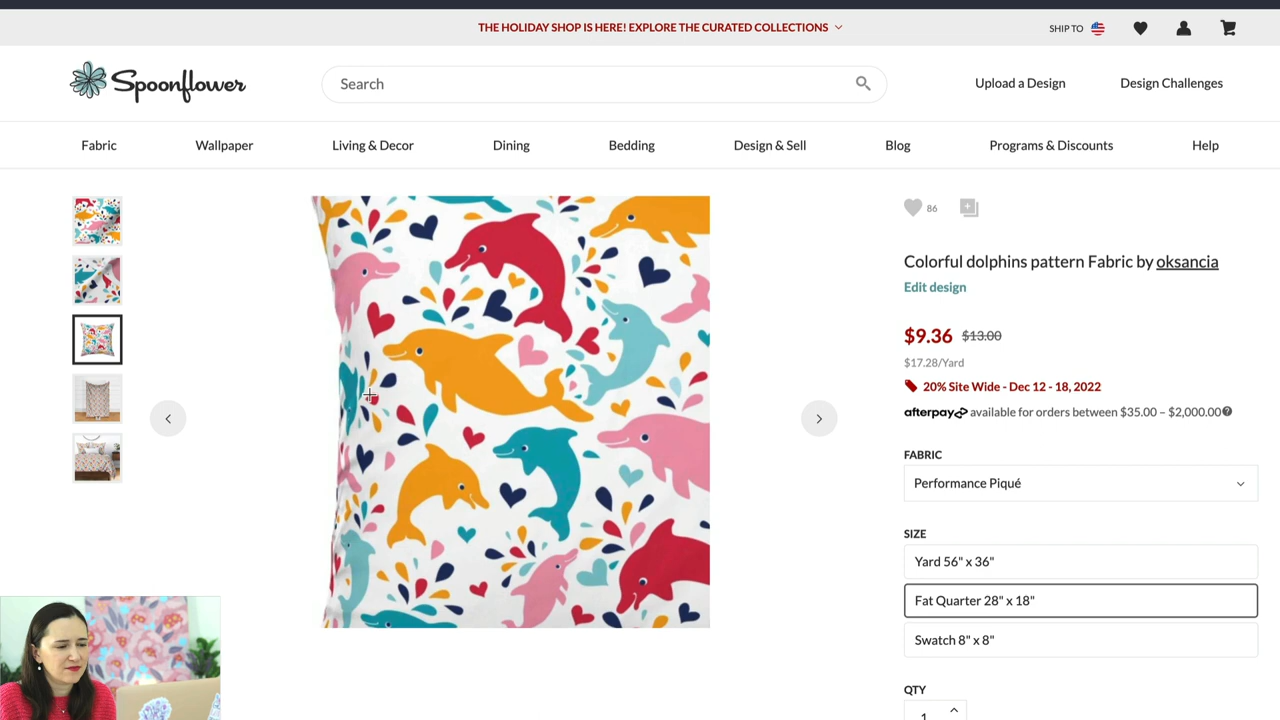 THE HOLIDAY SHOP IS HERE! EXPLORE THE CURATED COLLECTIONS
SHIP TO
Spoonflower
Search
Upload a Design
Design Challenges
Fabric
Wallpaper
Living & Decor
Dining
Bedding
Design & Sell
Blog
Programs & Discounts
Help
86
Colorful dolphins pattern Fabric by oksancia
Edit design
$9.36 $13.00
$17.28/Yard
20% Site Wide - Dec 12 - 18, 2022
afterpay available for orders between $35.00 – $2,000.00
FABRIC
Performance Piqué
SIZE
Yard 56" x 36"
Fat Quarter 28" x 18"
Swatch 8" x 8"
QTY
1